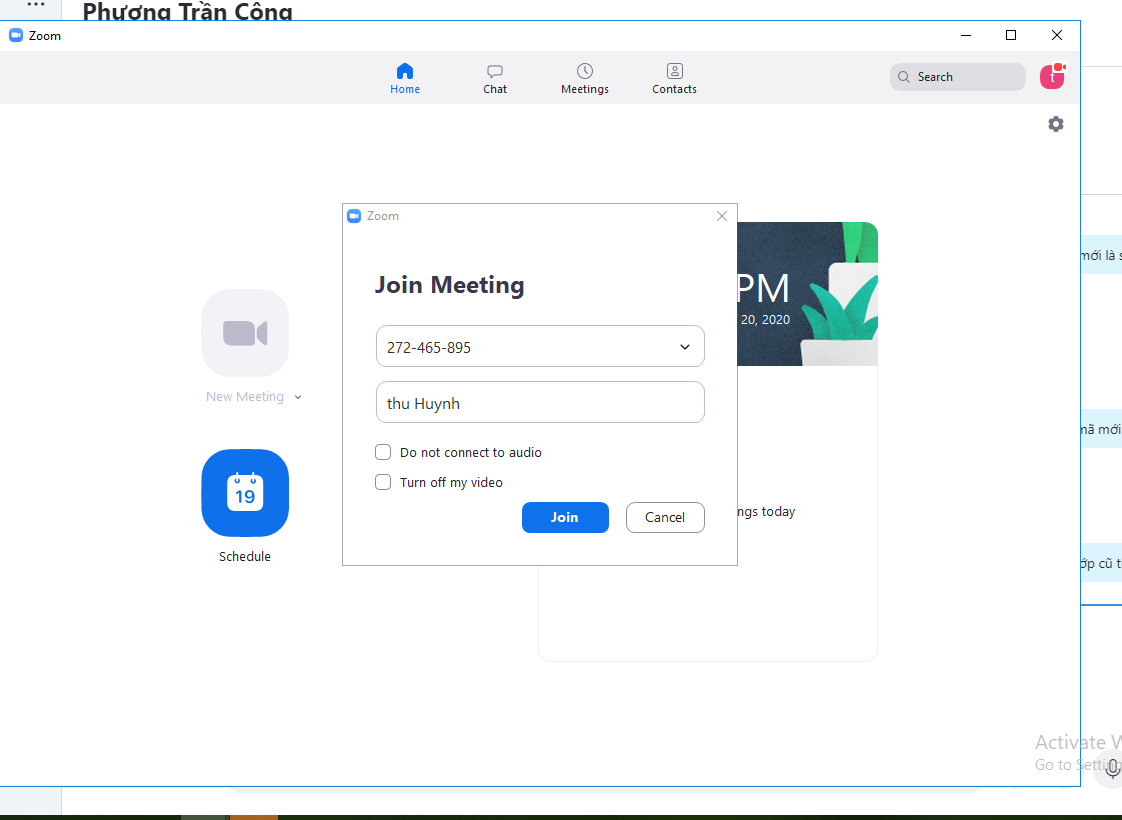 Phương Trần Công
Zoom
Home
Chat
Meetings
Contacts
Search
t
Zoom
Join Meeting
PM
20, 2020
272-465-895
thu Huynh
Do not connect to audio
Turn off my video
Join
Cancel
New Meeting
19
Schedule
ngs today
mới là s
mã mới
ớp cũ t
Activate W
Go to Setting